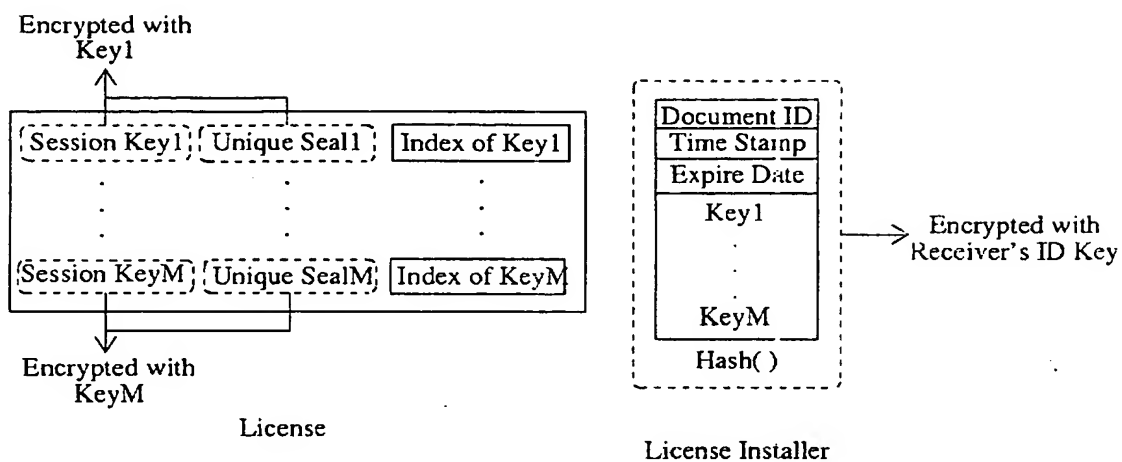 Encrypted with
Key1
Session Key1 Unique Seal1 Index of Key1
Session KeyM Unique SealM Index of KeyM
Encrypted with
KeyM
License
Document ID
Time Stamp
Expire Date
Key1
KeyM
Hash( )
Encrypted with
Receiver's ID Key
License Installer